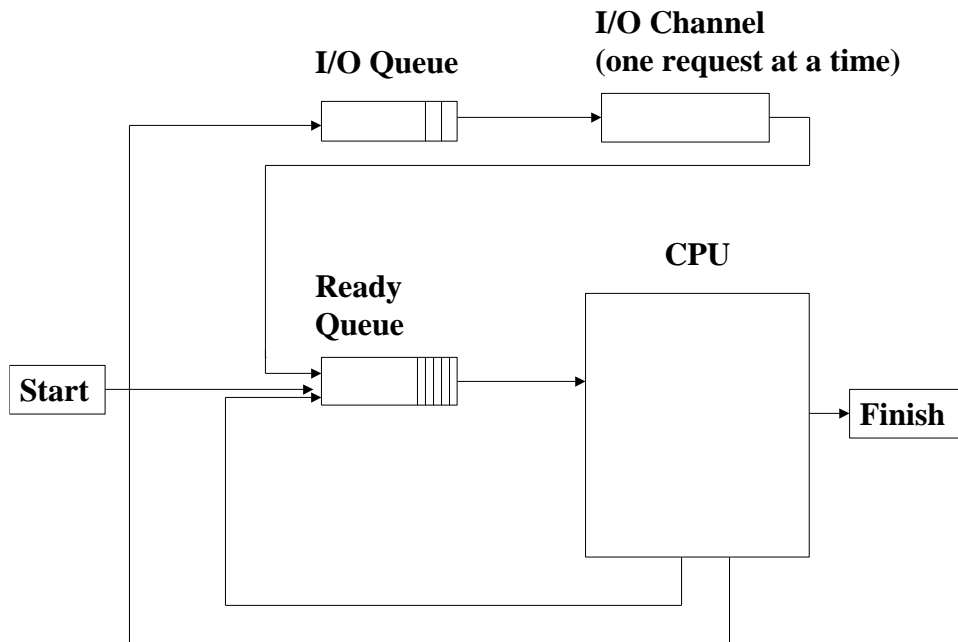 I/O Channel
(one request at a time)
I/O Queue
CPU
Ready
Queue
Start
Finish